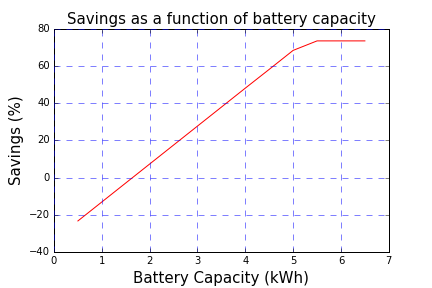 Savings as a function of battery capacity
Savings (%)
80
60
40
20
0
−20
−40
0 1 2 3 4 5 6 7
Battery Capacity (kWh)